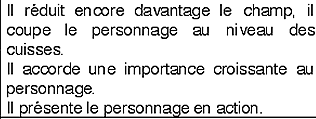 Il réduit encore davantage le champ, il
coupe le personnage au niveau des
cuisses.
Il accorde une importance croissante au
personnage.
Il présente le personnage en action.